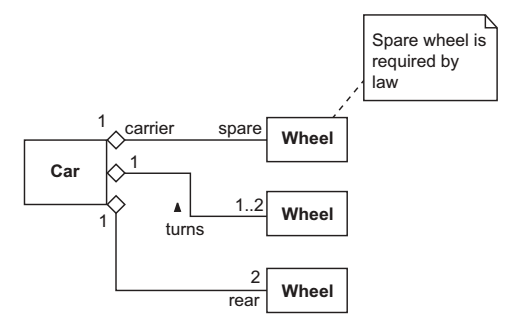 Spare wheel is
required by
law
1
carrier
spare
Wheel
Car
1
1..2
Wheel
turns
1
2
rear
Wheel